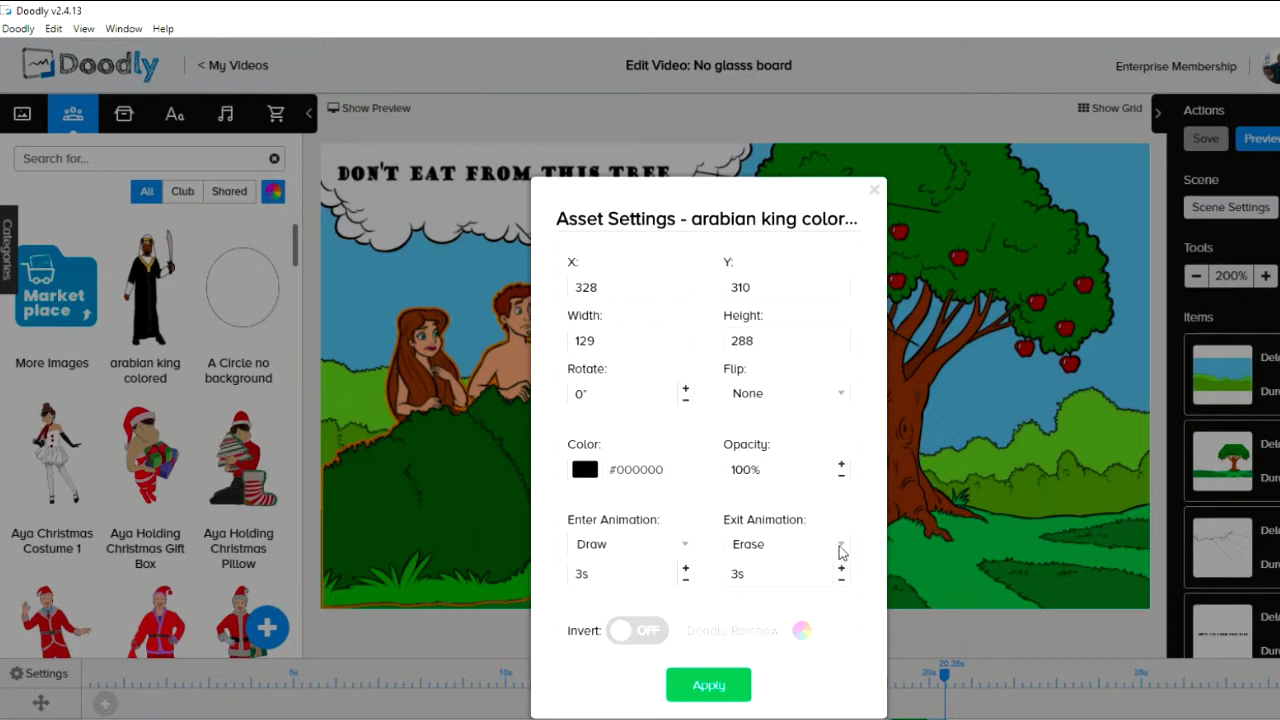 Doodly v2.4.13
Doodly Edit View Window Help
Doodly
< My Videos
Edit Video: No glasss board
Enterprise Membership
Show Preview
Show Grid
Actions
Save
Search for...
All Club Shared
Categories
Market
place
More Images
arabian king
colored
A Circle no
background
Aya Christmas
Costume 1
Aya Holding
Christmas Gift
Box
Aya Holding
Christmas
Pillow
DON'T EAT FROM THIS TREE
Asset Settings - arabian king color...
X:
328
Y:
310
Width:
129
Height:
288
Rotate:
0°
Flip:
None
Color:
#000000
Opacity:
100%
Enter Animation:
Draw
3s
Exit Animation:
Erase
3s
Invert:
OFF
Doodly Rainbow
Apply
Scene
Scene Settings
Tools
200%
Items
Settings
5s
10s
20s
20.35s
25s